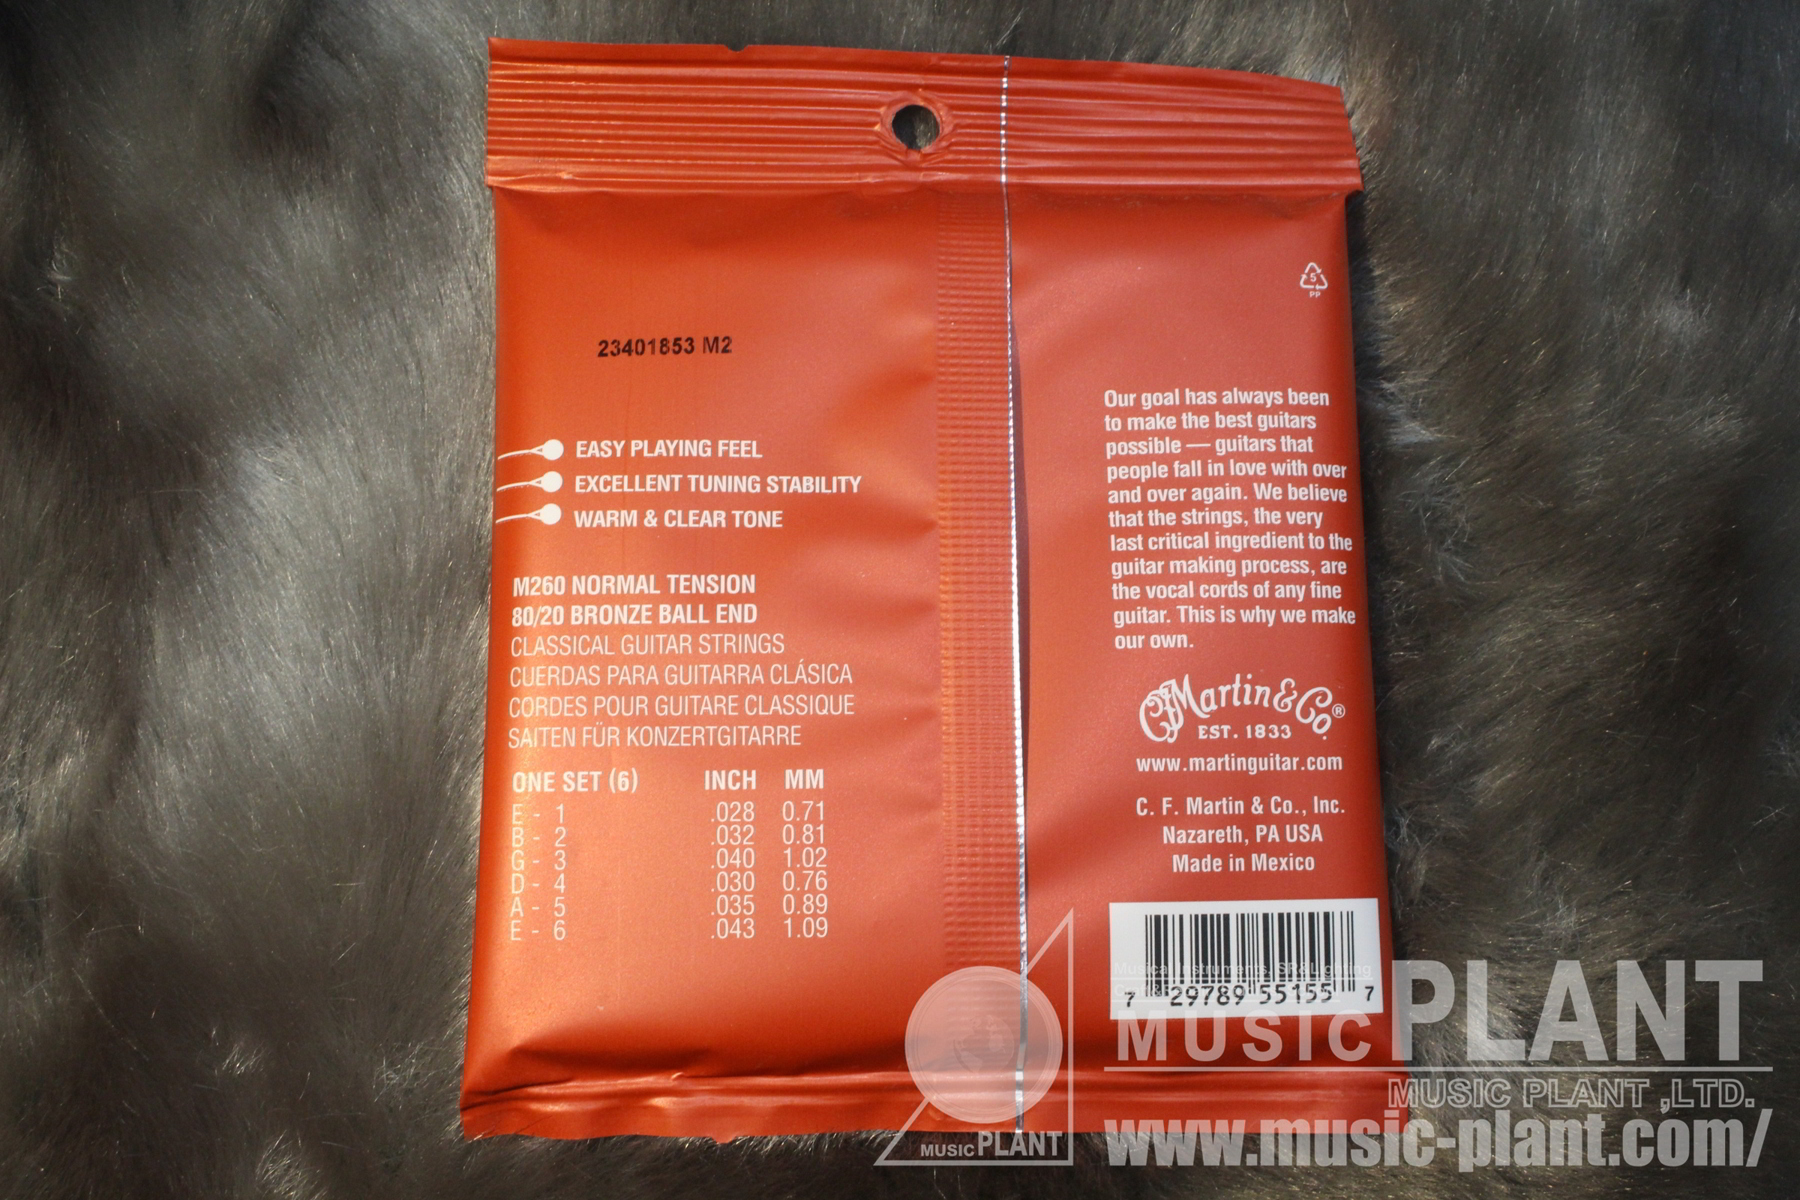 5
PP
23401853 M2
EASY PLAYING FEEL
EXCELLENT TUNING STABILITY
WARM & CLEAR TONE
M260 NORMAL TENSION
80/20 BRONZE BALL END
CLASSICAL GUITAR STRINGS
CUERDAS PARA GUITARRA CLÁSICA
CORDES POUR GUITARE CLASSIQUE
SAITEN FÜR KONZERTGITARRE
ONE SET (6) INCH MM
E - 1 .028 0.71
B - 2 .032 0.81
G - 3 .040 1.02
D - 4 .030 0.76
A - 5 .035 0.89
E - 6 .043 1.09
Our goal has always been
to make the best guitars
possible — guitars that
people fall in love with over
and over again. We believe
that the strings, the very
last critical ingredient to the
guitar making process, are
the vocal cords of any fine
guitar. This is why we make
our own.
CF Martin & Co.®
EST. 1833
www.martinguitar.com
C. F. Martin & Co., Inc.
Nazareth, PA USA
Made in Mexico
7 29789 55155 7
Musical Instruments, SR&Lighting
MUSIC PLANT
MUSIC PLANT ,LTD.
www.music-plant.com/
MUSIC PLANT